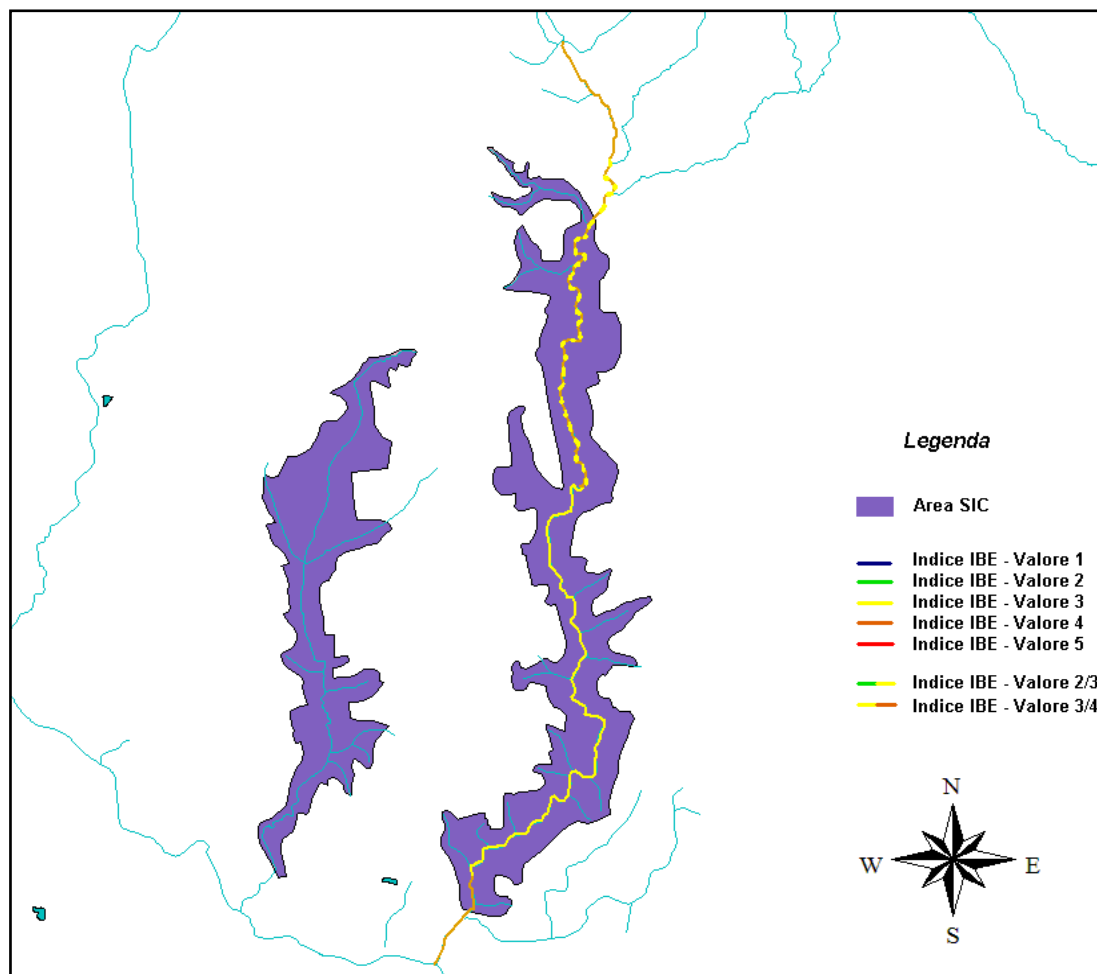 Legenda
Area SIC
Indice IBE - Valore 1
Indice IBE - Valore 2
Indice IBE - Valore 3
Indice IBE - Valore 4
Indice IBE - Valore 5
Indice IBE - Valore 2/3
Indice IBE - Valore 3/4
N
W E
S